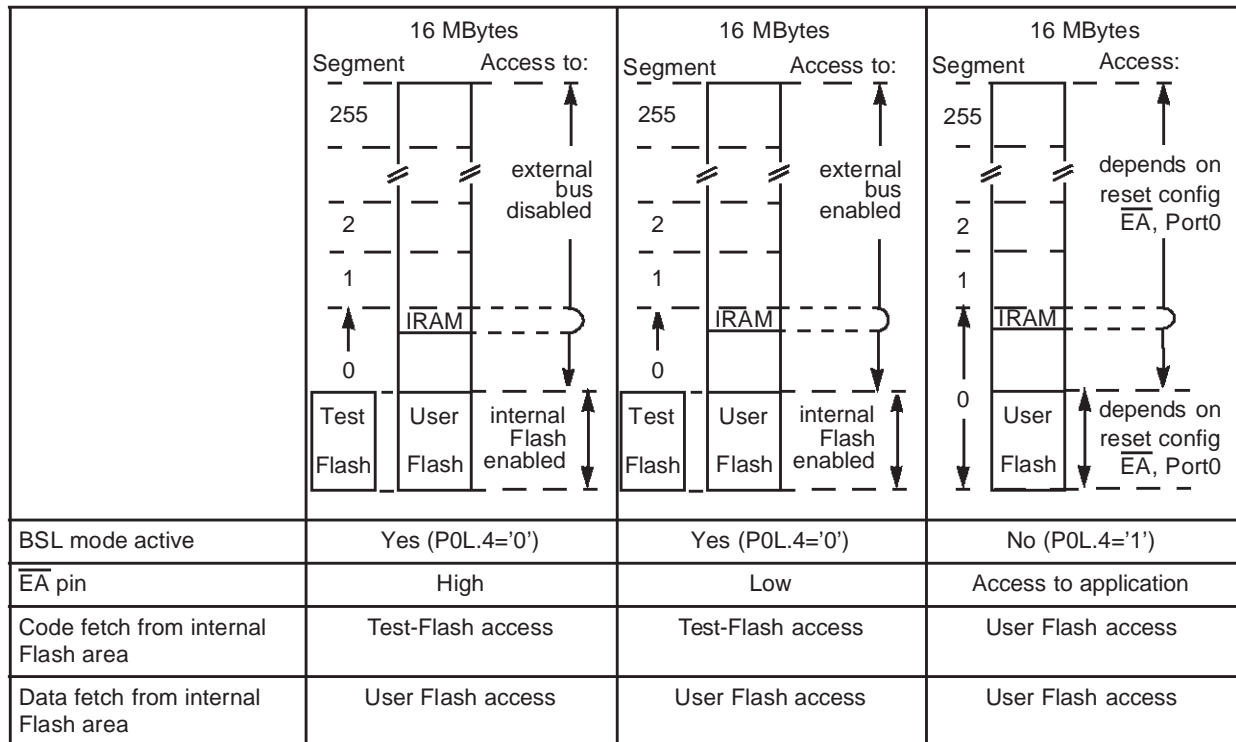 16 MBytes
Segment Access to:
255
external
bus
disabled
2
1
IRAM
0
Test User internal
Flash
Flash Flash enabled
16 MBytes
Segment Access to:
255
external
bus
enabled
2
1
IRAM
0
Test User internal
Flash
Flash Flash enabled
16 MBytes
Segment Access:
255
depends on
reset config
EA, Port0
2
1
IRAM
0
User depends on
reset config
Flash EA, Port0
BSL mode active Yes (P0L.4=’0’) Yes (P0L.4=’0’) No (P0L.4=’1’)
EA pin High Low Access to application
Code fetch from internal Test-Flash access Test-Flash access User Flash access
Flash area
Data fetch from internal User Flash access User Flash access User Flash access
Flash area